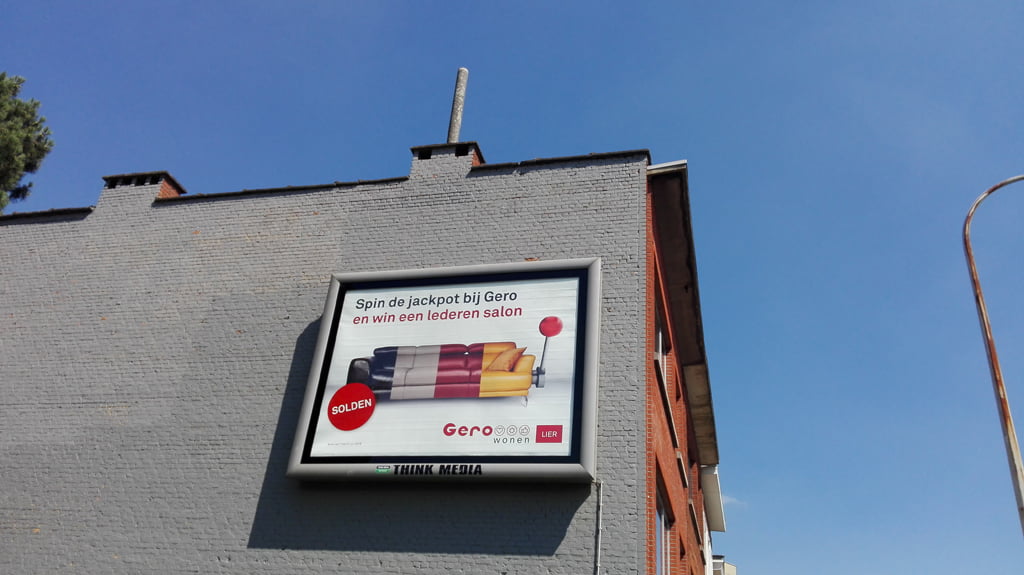 Spin de jackpot bij Gero
en win een lederen salon
SOLDEN
Gero
wonen
LIER
THINK MEDIA